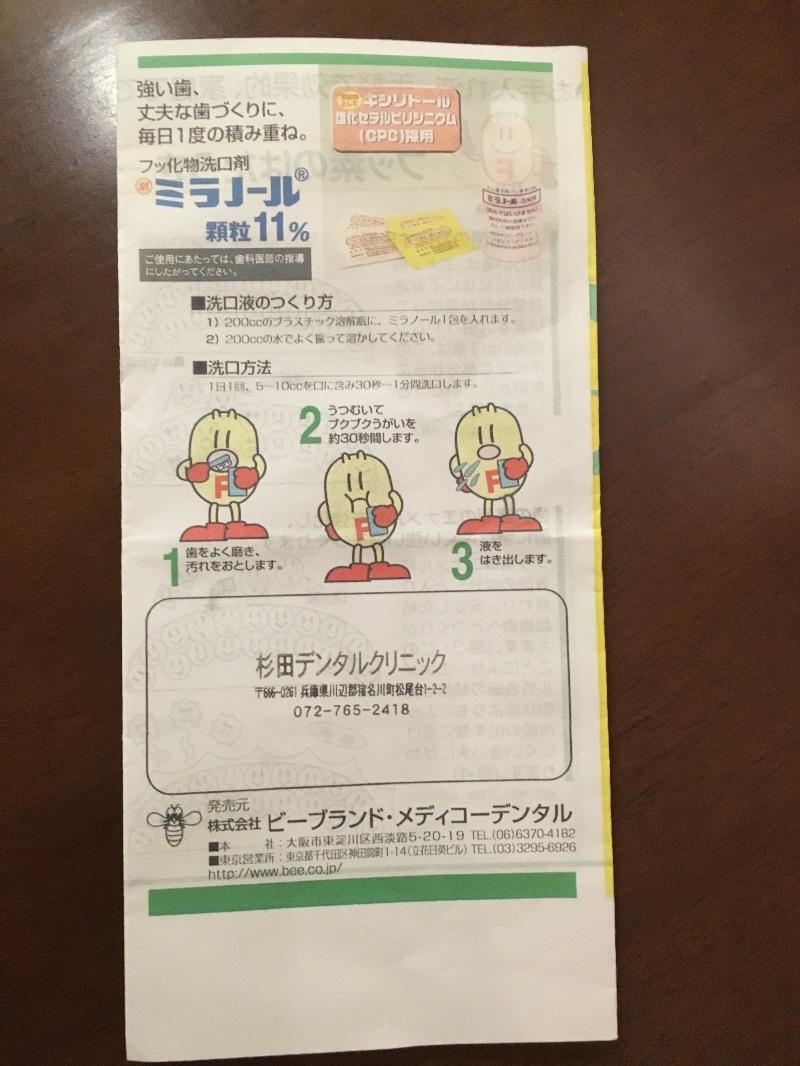 強い歯、
丈夫な歯づくりに、
毎日1度の積み重ね。
キシリトール
塩化セチルピリジニウム
(CPC)採用
フッ化物洗口剤
劇 ミラノール®
顆粒11%
ご使用にあたっては、歯科医師の指導
にしたがってください。
ミラノール
■洗口液のつくり方
1) 200ccのプラスチック溶解瓶に、ミラノール1包を入れます。
2) 200ccの水でよく振って溶かしてください。
■洗口方法
1日1回、5〜10ccを口に含み30秒〜1分間洗口します。
2 うつむいて
ブクブクうがいを
約30秒間します。
F
F
F
1 歯をよく磨き、
汚れをおとします。
3 液を
はき出します。
杉田デンタルクリニック
〒666-0261 兵庫県川辺郡猪名川町松尾台1-2-2
072-765-2418
発売元
株式会社 ビーブランド・メディコーデンタル
■本　　社：大阪市東淀川区西淡路5-20-19 TEL.(06)6370-4182
■東京営業所：東京都千代田区神田錦町1-14(立花日英ビル) TEL.(03)3295-6926
http://www.bee.co.jp/